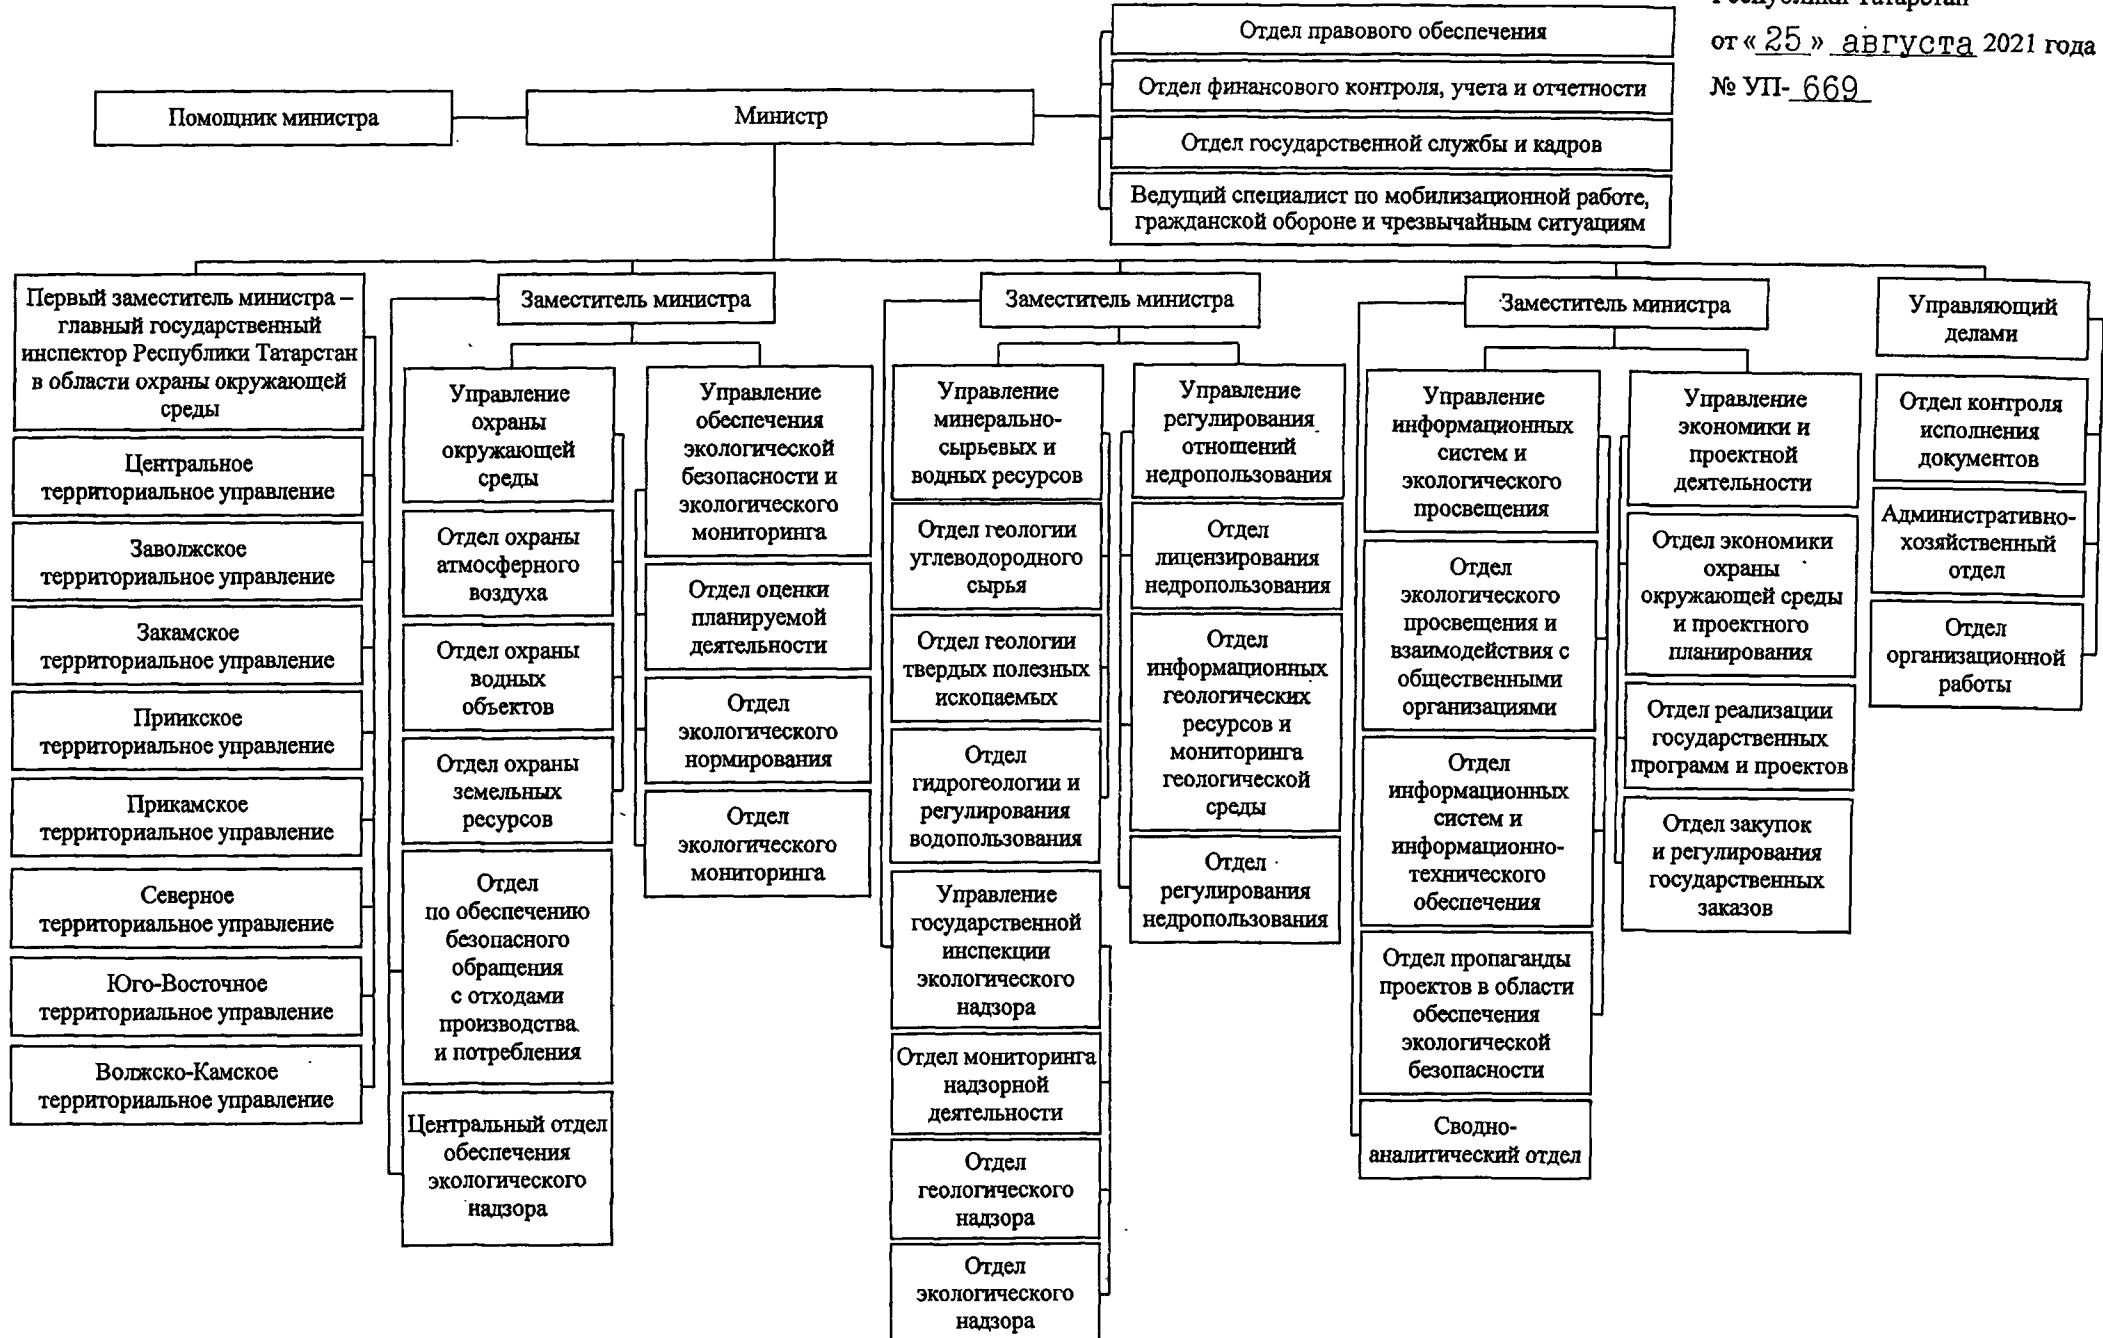 Республики Татарстан
от « 25 » августа 2021 года
№ УП- 669
Отдел правового обеспечения
Отдел финансового контроля, учета и отчетности
Отдел государственной службы и кадров
Ведущий специалист по мобилизационной работе,
гражданской обороне и чрезвычайным ситуациям
Помощник министра
Министр
Первый заместитель министра –
главный государственный
инспектор Республики Татарстан
в области охраны окружающей
среды
Центральное
территориальное управление
Заволжское
территориальное управление
Закамское
территориальное управление
Приикское
территориальное управление
Прикамское
территориальное управление
Северное
территориальное управление
Юго-Восточное
территориальное управление
Волжско-Камское
территориальное управление
Заместитель министра
Управление
охраны
окружающей
среды
Отдел охраны
атмосферного
воздуха
Отдел охраны
водных
объектов
Отдел охраны
земельных
ресурсов
Отдел
по обеспечению
безопасного
обращения
с отходами
производства
и потребления
Центральный отдел
обеспечения
экологического
надзора
Управление
обеспечения
экологической
безопасности и
экологического
мониторинга
Отдел оценки
планируемой
деятельности
Отдел
экологического
нормирования
Отдел
экологического
мониторинга
Заместитель министра
Управление
минерально-
сырьевых и
водных ресурсов
Отдел геологии
углеводородного
сырья
Отдел геологии
твердых полезных
ископаемых
Отдел
гидрогеологии и
регулирования
водопользования
Управление
государственной
инспекции
экологического
надзора
Отдел мониторинга
надзорной
деятельности
Отдел
геологического
надзора
Отдел
экологического
надзора
Управление
регулирования
отношений
недропользования
Отдел
лицензирования
недропользования
Отдел
информационных
геологических
ресурсов и
мониторинга
геологической
среды
Отдел
регулирования
недропользования
Заместитель министра
Управление
информационных
систем и
экологического
просвещения
Отдел
экологического
просвещения и
взаимодействия с
общественными
организациями
Отдел
информационных
систем и
информационно-
технического
обеспечения
Отдел пропаганды
проектов в области
обеспечения
экологической
безопасности
Сводно-
аналитический отдел
Управление
экономики и
проектной
деятельности
Отдел экономики
охраны
окружающей среды
и проектного
планирования
Отдел реализации
государственных
программ и проектов
Отдел закупок
и регулирования
государственных
заказов
Управляющий
делами
Отдел контроля
исполнения
документов
Административно-
хозяйственный
отдел
Отдел
организационной
работы